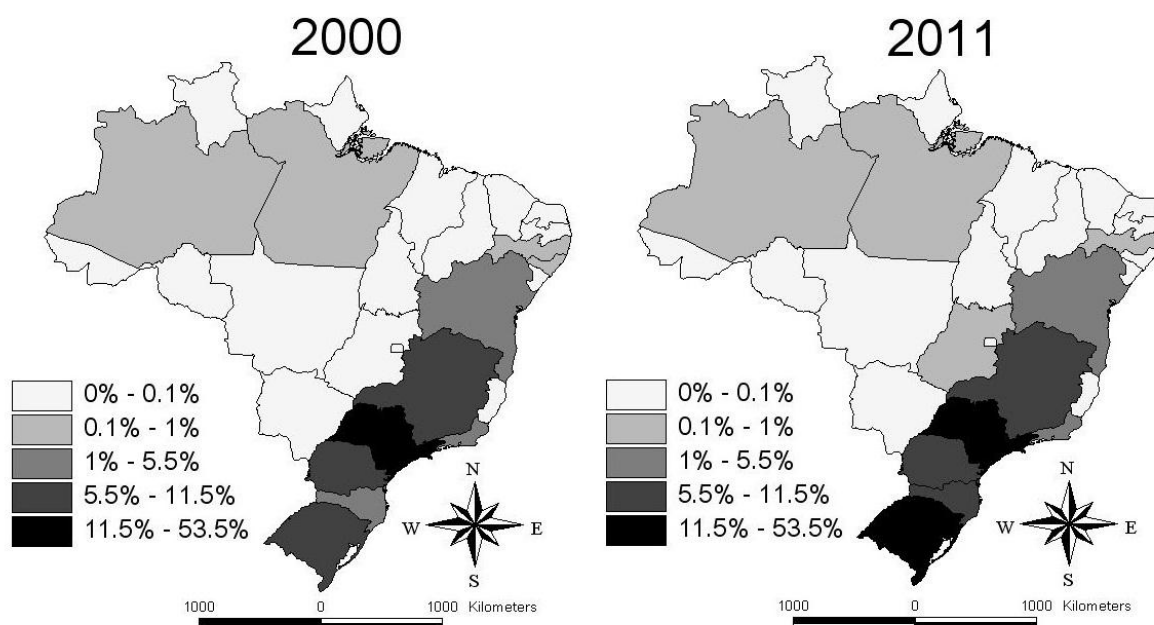 2000
0% - 0.1%
0.1% - 1%
1% - 5.5%
5.5% - 11.5%
11.5% - 53.5%
N
W E
S
1000 0 1000 Kilometers
2011
0% - 0.1%
0.1% - 1%
1% - 5.5%
5.5% - 11.5%
11.5% - 53.5%
N
W E
S
1000 0 1000 Kilometers